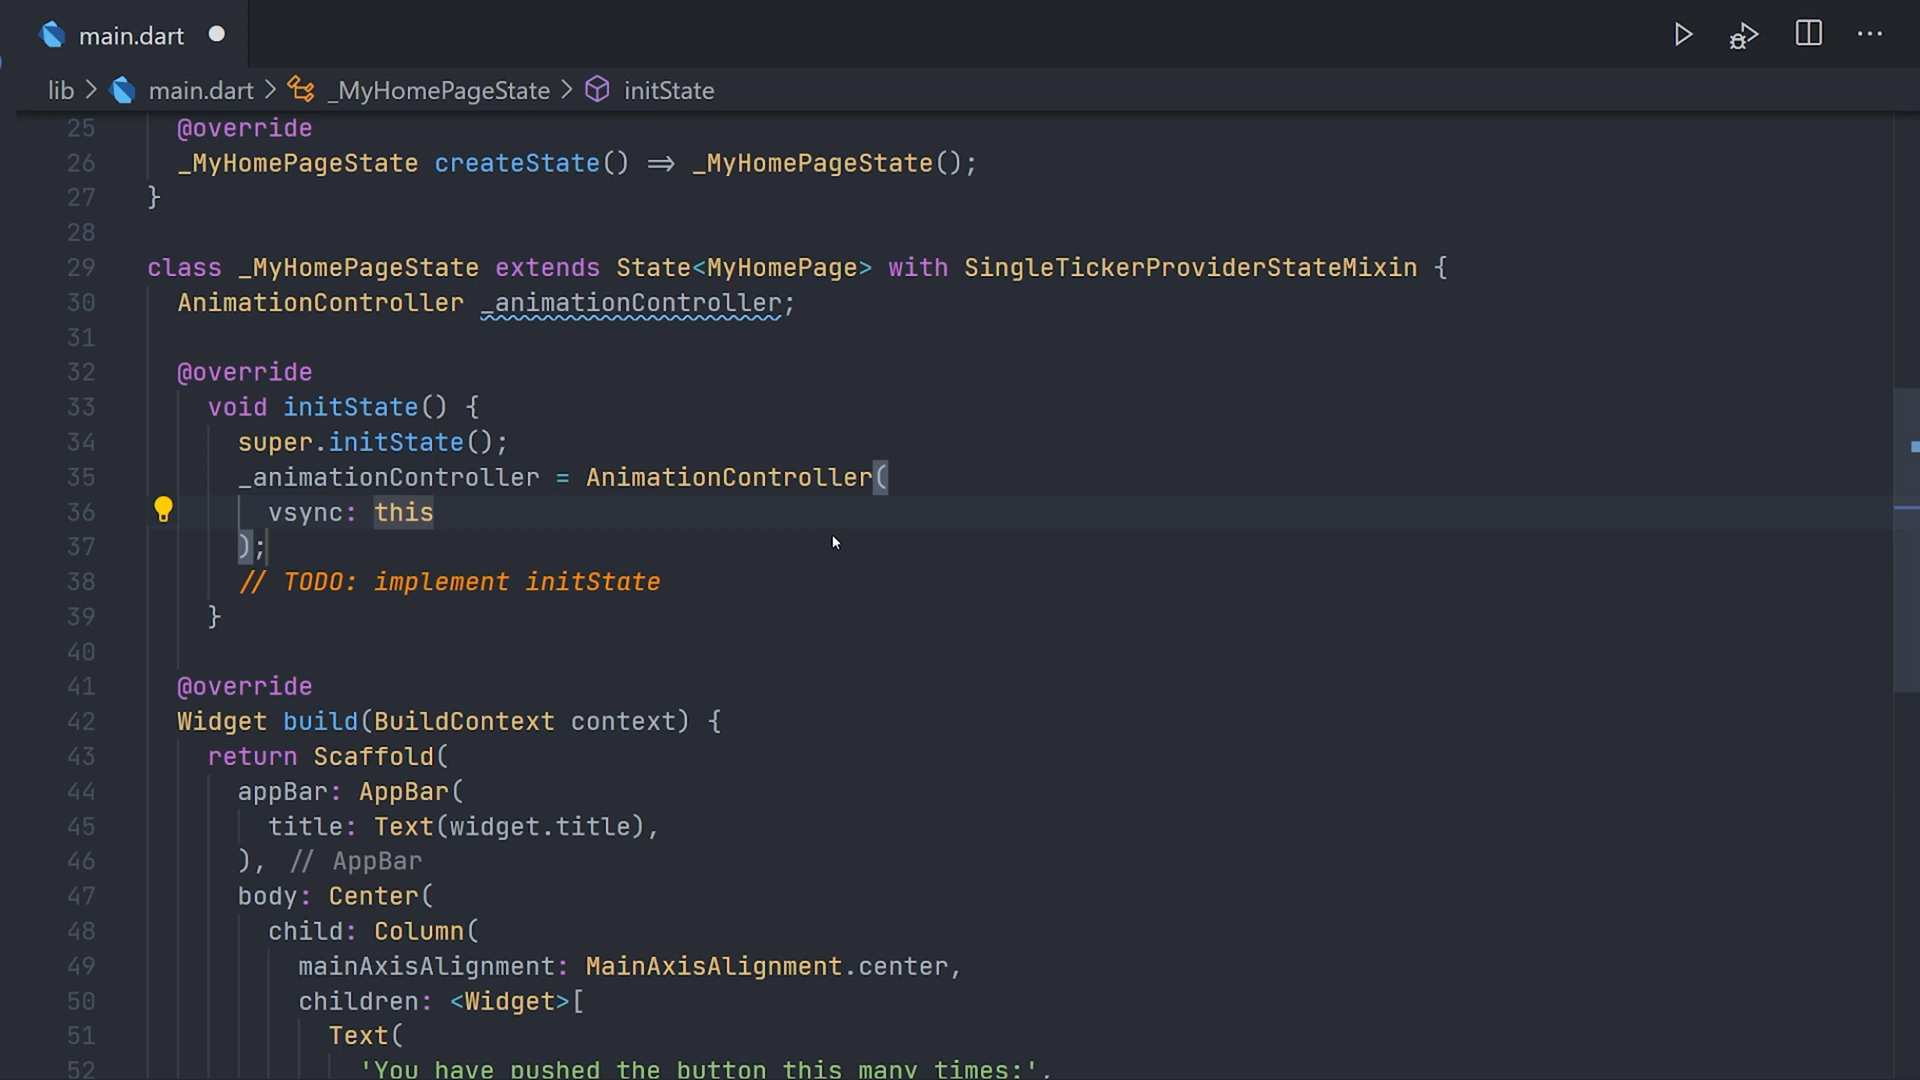 main.dart
lib > main.dart > _MyHomePageState > initState
25 @override
26 _MyHomePageState createState() => _MyHomePageState();
27 }
28
29 class _MyHomePageState extends State<MyHomePage> with SingleTickerProviderStateMixin {
30 AnimationController _animationController;
31
32 @override
33 void initState() {
34 super.initState();
35 _animationController = AnimationController(
36 vsync: this
37 );
38 // TODO: implement initState
39 }
40
41 @override
42 Widget build(BuildContext context) {
43 return Scaffold(
44 appBar: AppBar(
45 title: Text(widget.title),
46 ), // AppBar
47 body: Center(
48 child: Column(
49 mainAxisAlignment: MainAxisAlignment.center,
50 children: <Widget>[
51 Text(
52 'You have pushed the button this many times:',